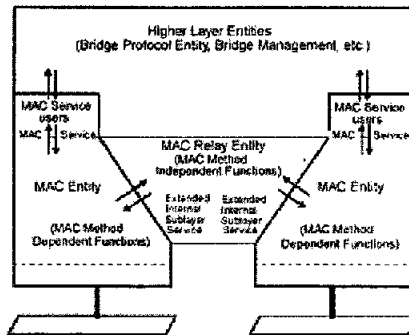 Higher Layer Entities
(Bridge Protocol Entity, Bridge Management, etc.)
MAC Service
users
MAC Service
MAC Service
users
MAC Service
MAC Relay Entity
(MAC Method
Independent Functions)
MAC Entity
MAC Entity
Extended
Internal
Sublayer
Service
Extended
Internal
Sublayer
Service
(MAC Method
Dependent Functions)
(MAC Method
Dependent Functions)